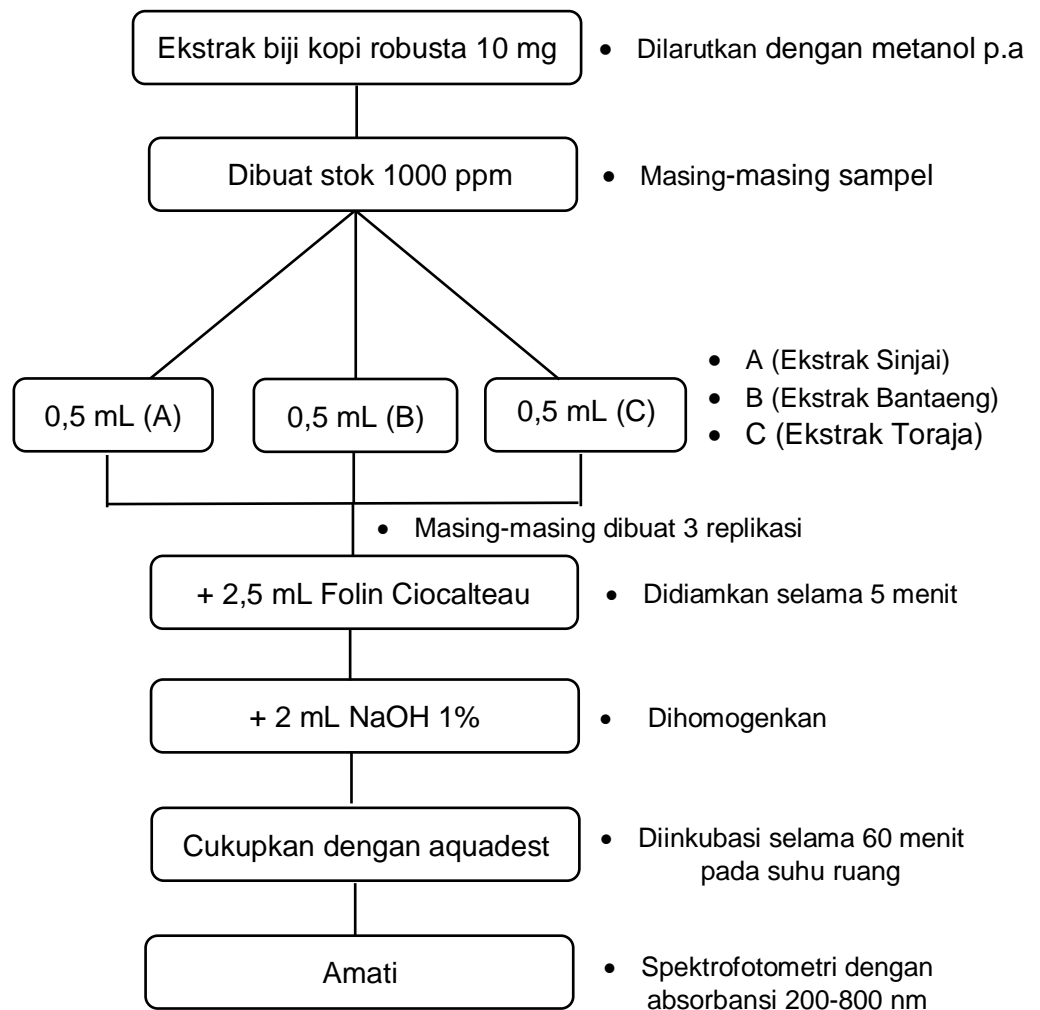 Ekstrak biji kopi robusta 10 mg
• Dilarutkan dengan metanol p.a
Dibuat stok 1000 ppm
• Masing-masing sampel
0,5 mL (A)
0,5 mL (B)
0,5 mL (C)
• A (Ekstrak Sinjai)
• B (Ekstrak Bantaeng)
• C (Ekstrak Toraja)
• Masing-masing dibuat 3 replikasi
+ 2,5 mL Folin Ciocalteau
• Didiamkan selama 5 menit
+ 2 mL NaOH 1%
• Dihomogenkan
Cukupkan dengan aquadest
• Diinkubasi selama 60 menit
pada suhu ruang
Amati
• Spektrofotometri dengan
absorbansi 200-800 nm